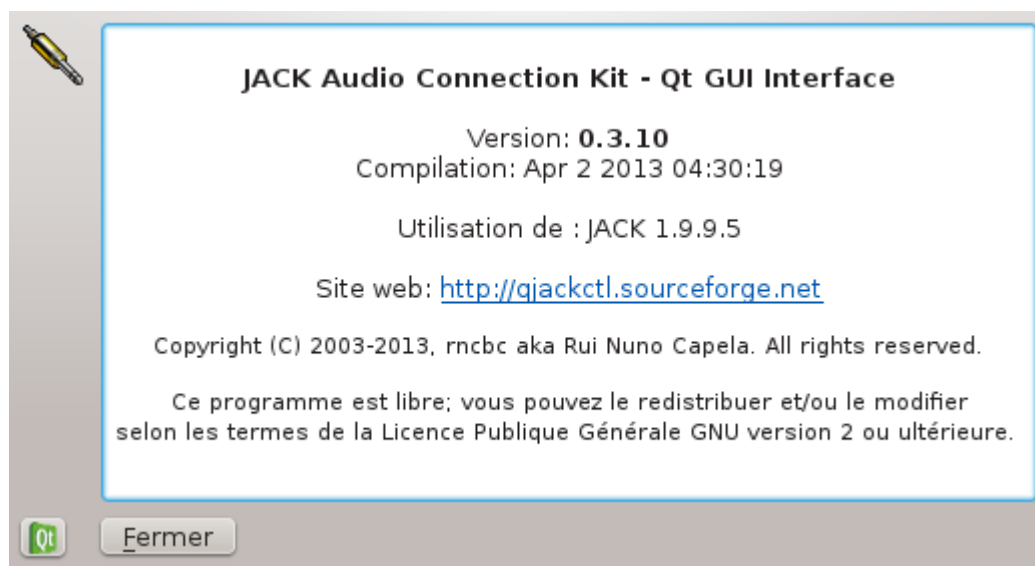 JACK Audio Connection Kit - Qt GUI Interface
Version: 0.3.10
Compilation: Apr 2 2013 04:30:19
Utilisation de : JACK 1.9.9.5
Site web: http://qjackctl.sourceforge.net
Copyright (C) 2003-2013, rncbc aka Rui Nuno Capela. All rights reserved.
Ce programme est libre; vous pouvez le redistribuer et/ou le modifier
selon les termes de la Licence Publique Générale GNU version 2 ou ultérieure.
Qt
Fermer